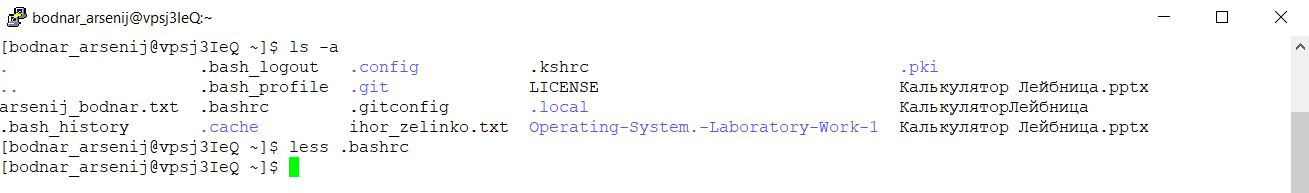 bodnar_arsenij@vpsj3IeQ:~
[bodnar_arsenij@vpsj3IeQ ~]$ ls -a
. .bash_logout .config .kshrc .pki
.. .bash_profile .git LICENSE Калькулятор Лейбница.pptx
arsenij_bodnar.txt .bashrc .gitconfig .local КалькуляторЛейбница
.bash_history .cache ihor_zelinko.txt Operating-System.-Laboratory-Work-1 Калькулятор Лейбница.pptx
[bodnar_arsenij@vpsj3IeQ ~]$ less .bashrc
[bodnar_arsenij@vpsj3IeQ ~]$